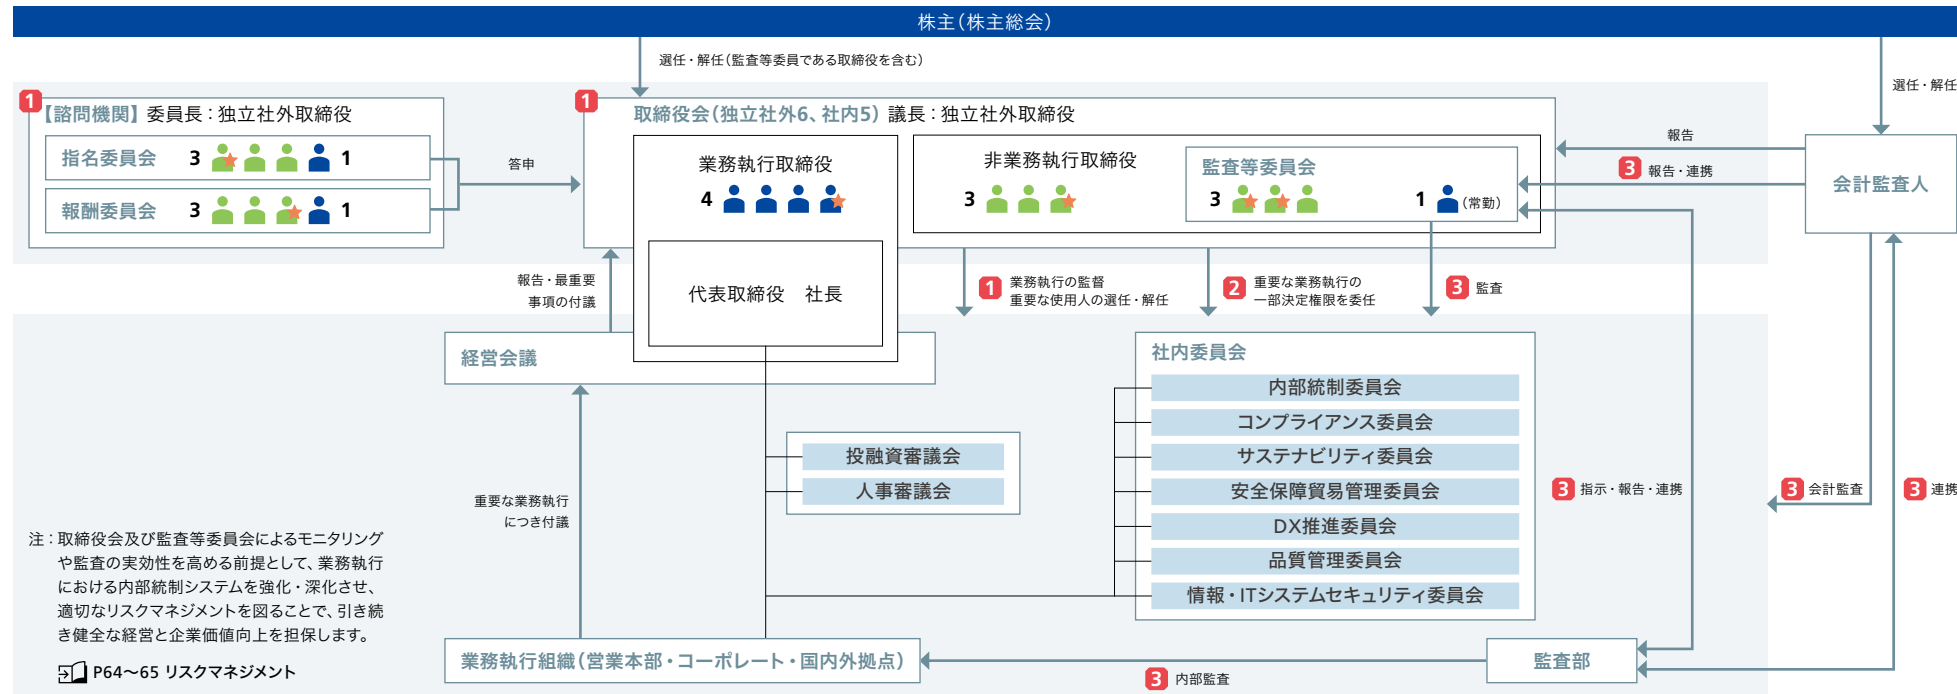 株主(株主総会)
選任・解任(監査等委員である取締役を含む)
選任・解任
1
【諮問機関】 委員長:独立社外取締役
指名委員会 3 1
報酬委員会 3 1
答申
1
取締役会(独立社外6、社内5) 議長:独立社外取締役
業務執行取締役
4
代表取締役 社長
非業務執行取締役
3
監査等委員会
3 1 (常勤)
報告
3 報告・連携
会計監査人
報告・最重要
事項の付議
1 業務執行の監督
重要な使用人の選任・解任
2 重要な業務執行の
一部決定権限を委任
3 監査
経営会議
社内委員会
内部統制委員会
コンプライアンス委員会
サステナビリティ委員会
安全保障貿易管理委員会
DX推進委員会
品質管理委員会
情報・ITシステムセキュリティ委員会
投融資審議会
人事審議会
重要な業務執行
につき付議
3 指示・報告・連携
3 会計監査
3 連携
注:取締役会及び監査等委員会によるモニタリング
や監査の実効性を高める前提として、業務執行
における内部統制システムを強化・深化させ、
適切なリスクマネジメントを図ることで、引き続
き健全な経営と企業価値向上を担保します。
P64〜65 リスクマネジメント
業務執行組織(営業本部・コーポレート・国内外拠点)
3 内部監査
監査部